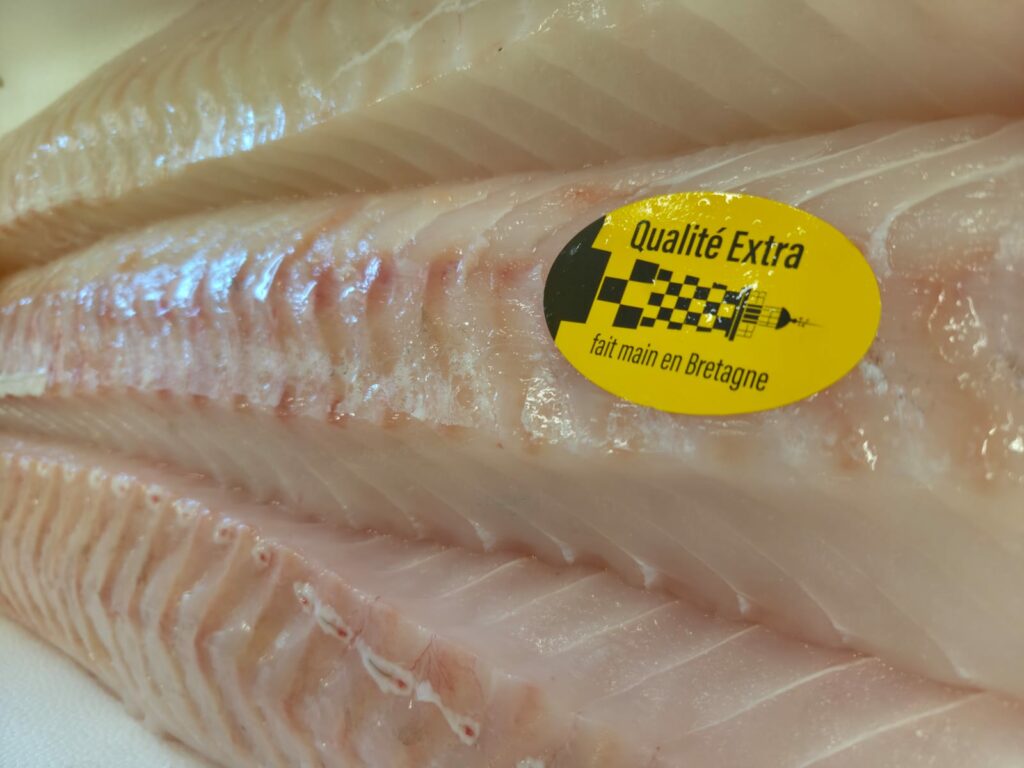 Qualité Extra
fait main en Bretagne